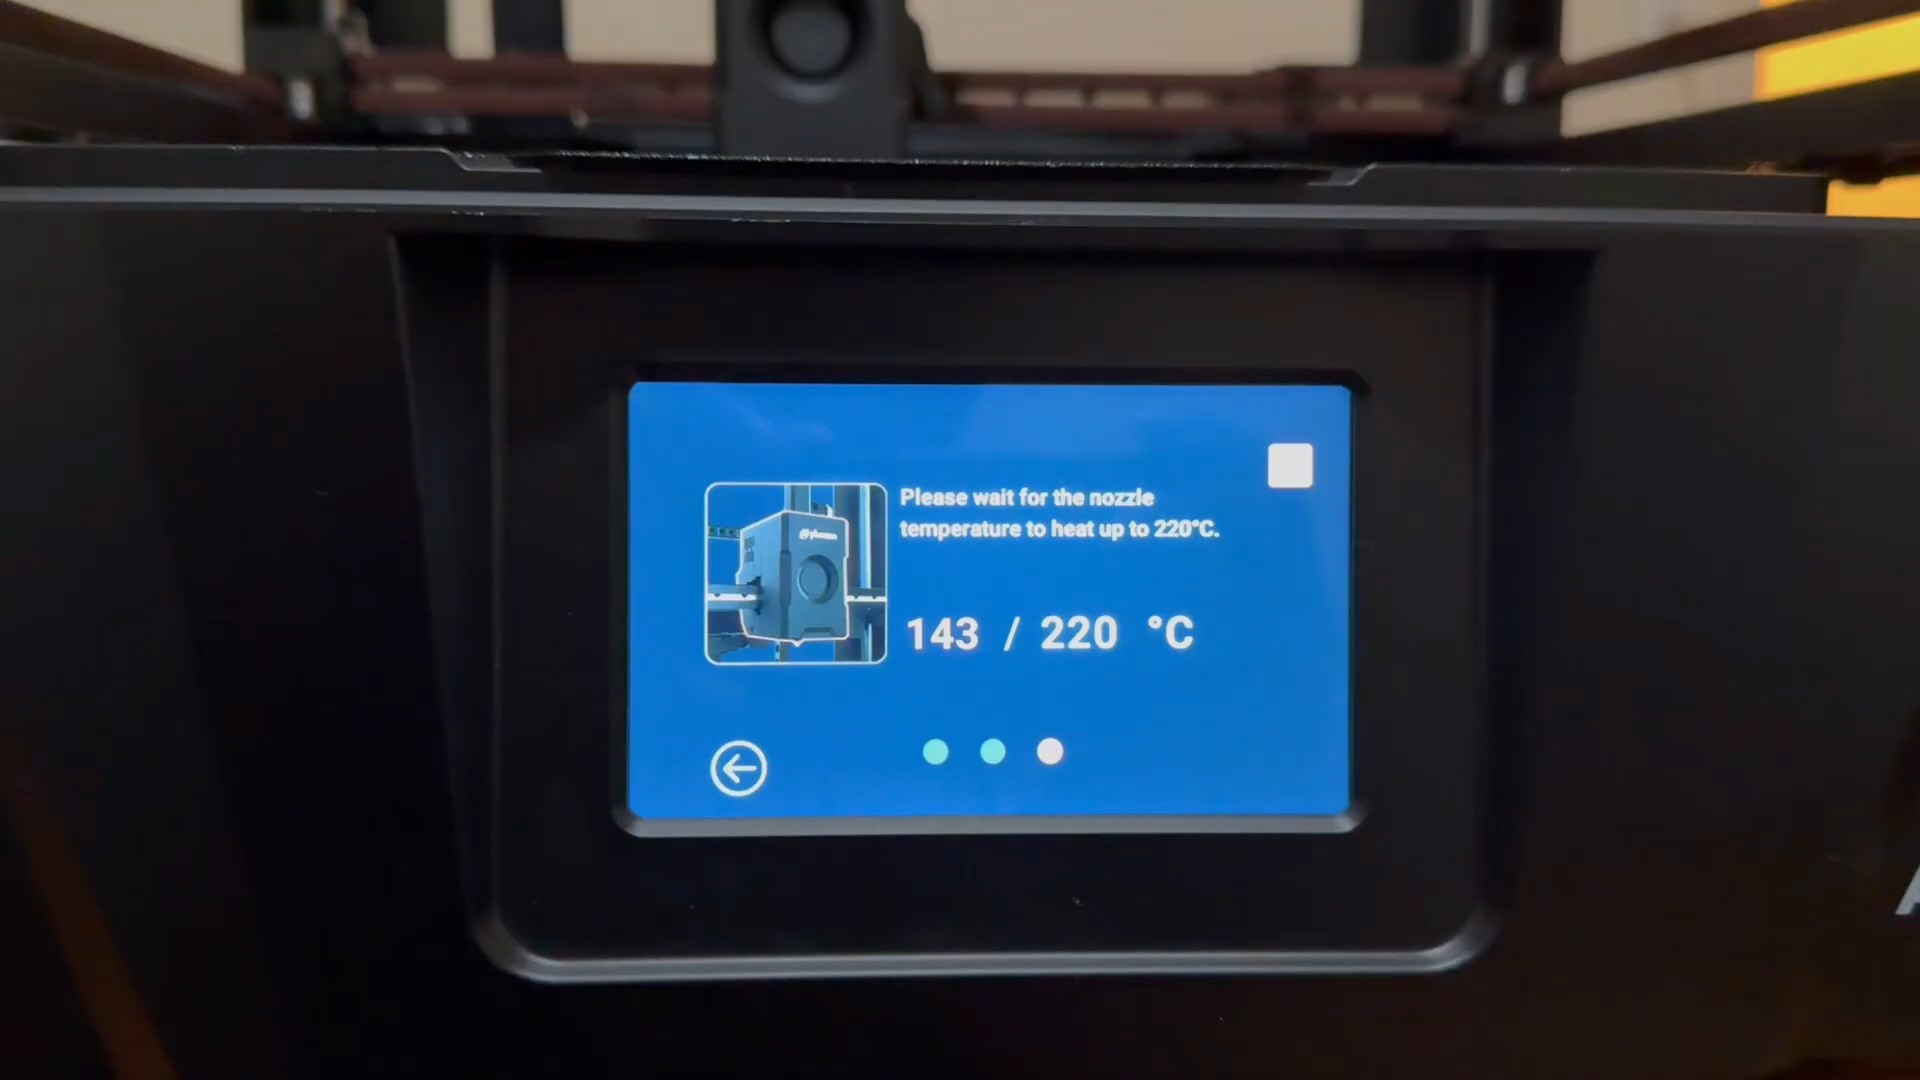 Please wait for the nozzle
temperature to heat up to 220°C.
143 / 220 °C